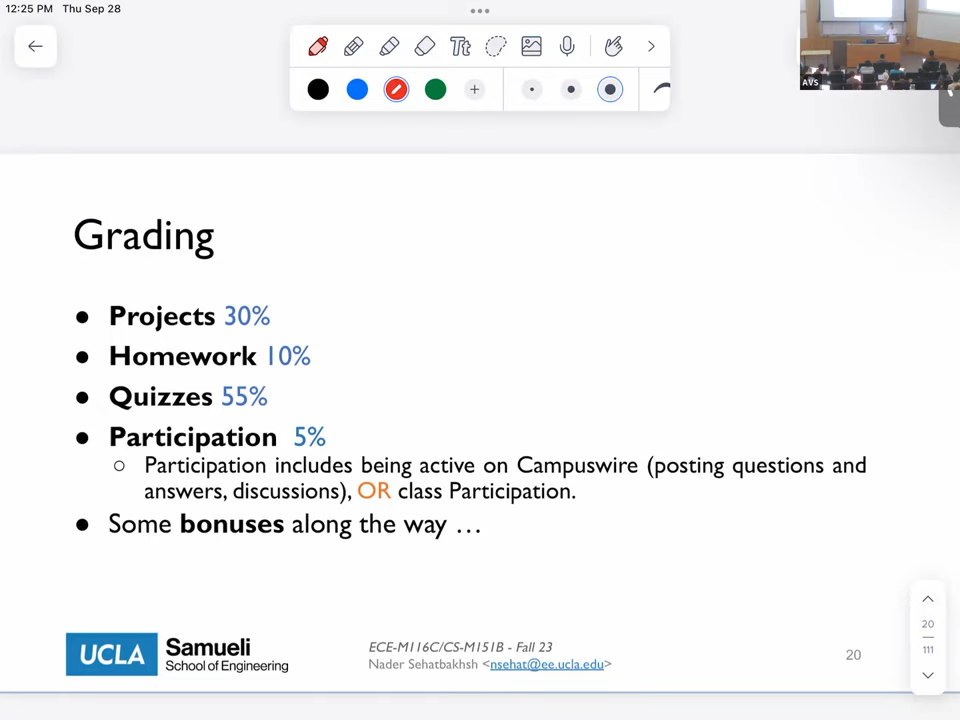 12:25 PM Thu Sep 28
Tt
AVS
Grading
● Projects 30%
● Homework 10%
● Quizzes 55%
● Participation 5%
○ Participation includes being active on Campuswire (posting questions and
answers, discussions), OR class Participation.
● Some bonuses along the way …
UCLA Samueli
School of Engineering
ECE-M116C/CS-M151B - Fall 23
Nader Sehatbakhsh <nsehat@ee.ucla.edu>
20
20
111